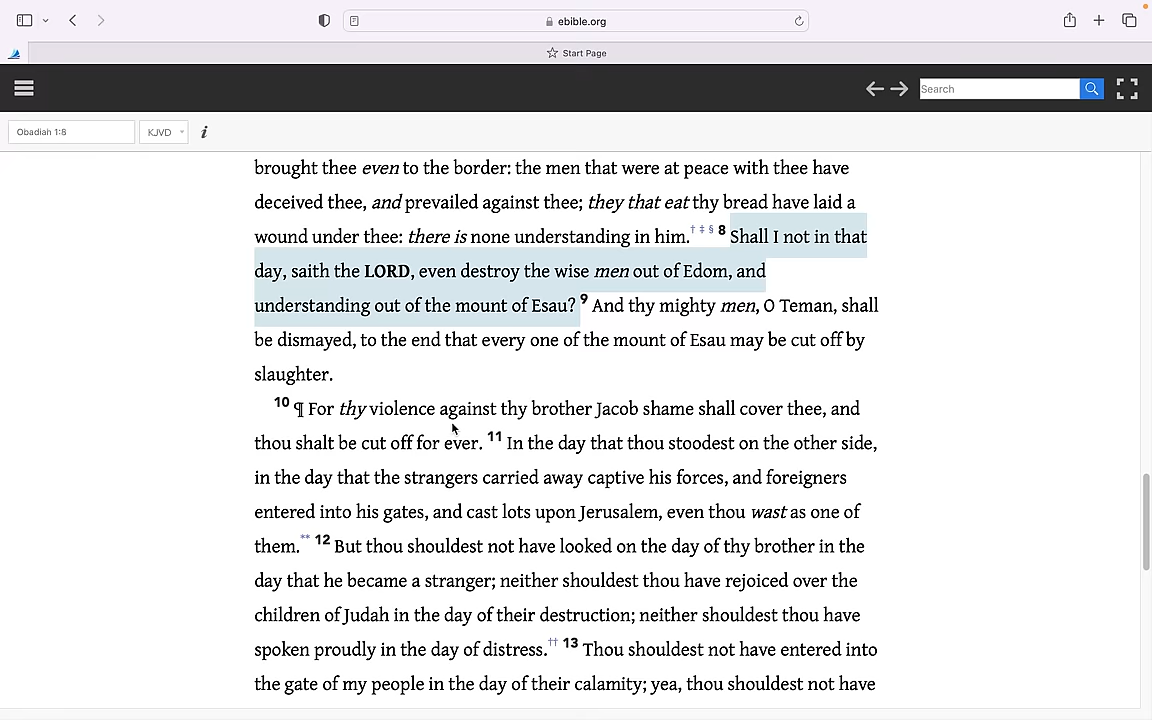 ebible.org
Start Page
Search
Obadiah 1:8
KJVD
i
brought thee even to the border: the men that were at peace with thee have
deceived thee, and prevailed against thee; they that eat thy bread have laid a
wound under thee: there is none understanding in him.† ‡ § 8 Shall I not in that
day, saith the LORD, even destroy the wise men out of Edom, and
understanding out of the mount of Esau? 9 And thy mighty men, O Teman, shall
be dismayed, to the end that every one of the mount of Esau may be cut off by
slaughter.
10 ¶ For thy violence against thy brother Jacob shame shall cover thee, and
thou shalt be cut off for ever. 11 In the day that thou stoodest on the other side,
in the day that the strangers carried away captive his forces, and foreigners
entered into his gates, and cast lots upon Jerusalem, even thou wast as one of
them.** 12 But thou shouldest not have looked on the day of thy brother in the
day that he became a stranger; neither shouldest thou have rejoiced over the
children of Judah in the day of their destruction; neither shouldest thou have
spoken proudly in the day of distress.†† 13 Thou shouldest not have entered into
the gate of my people in the day of their calamity; yea, thou shouldest not have